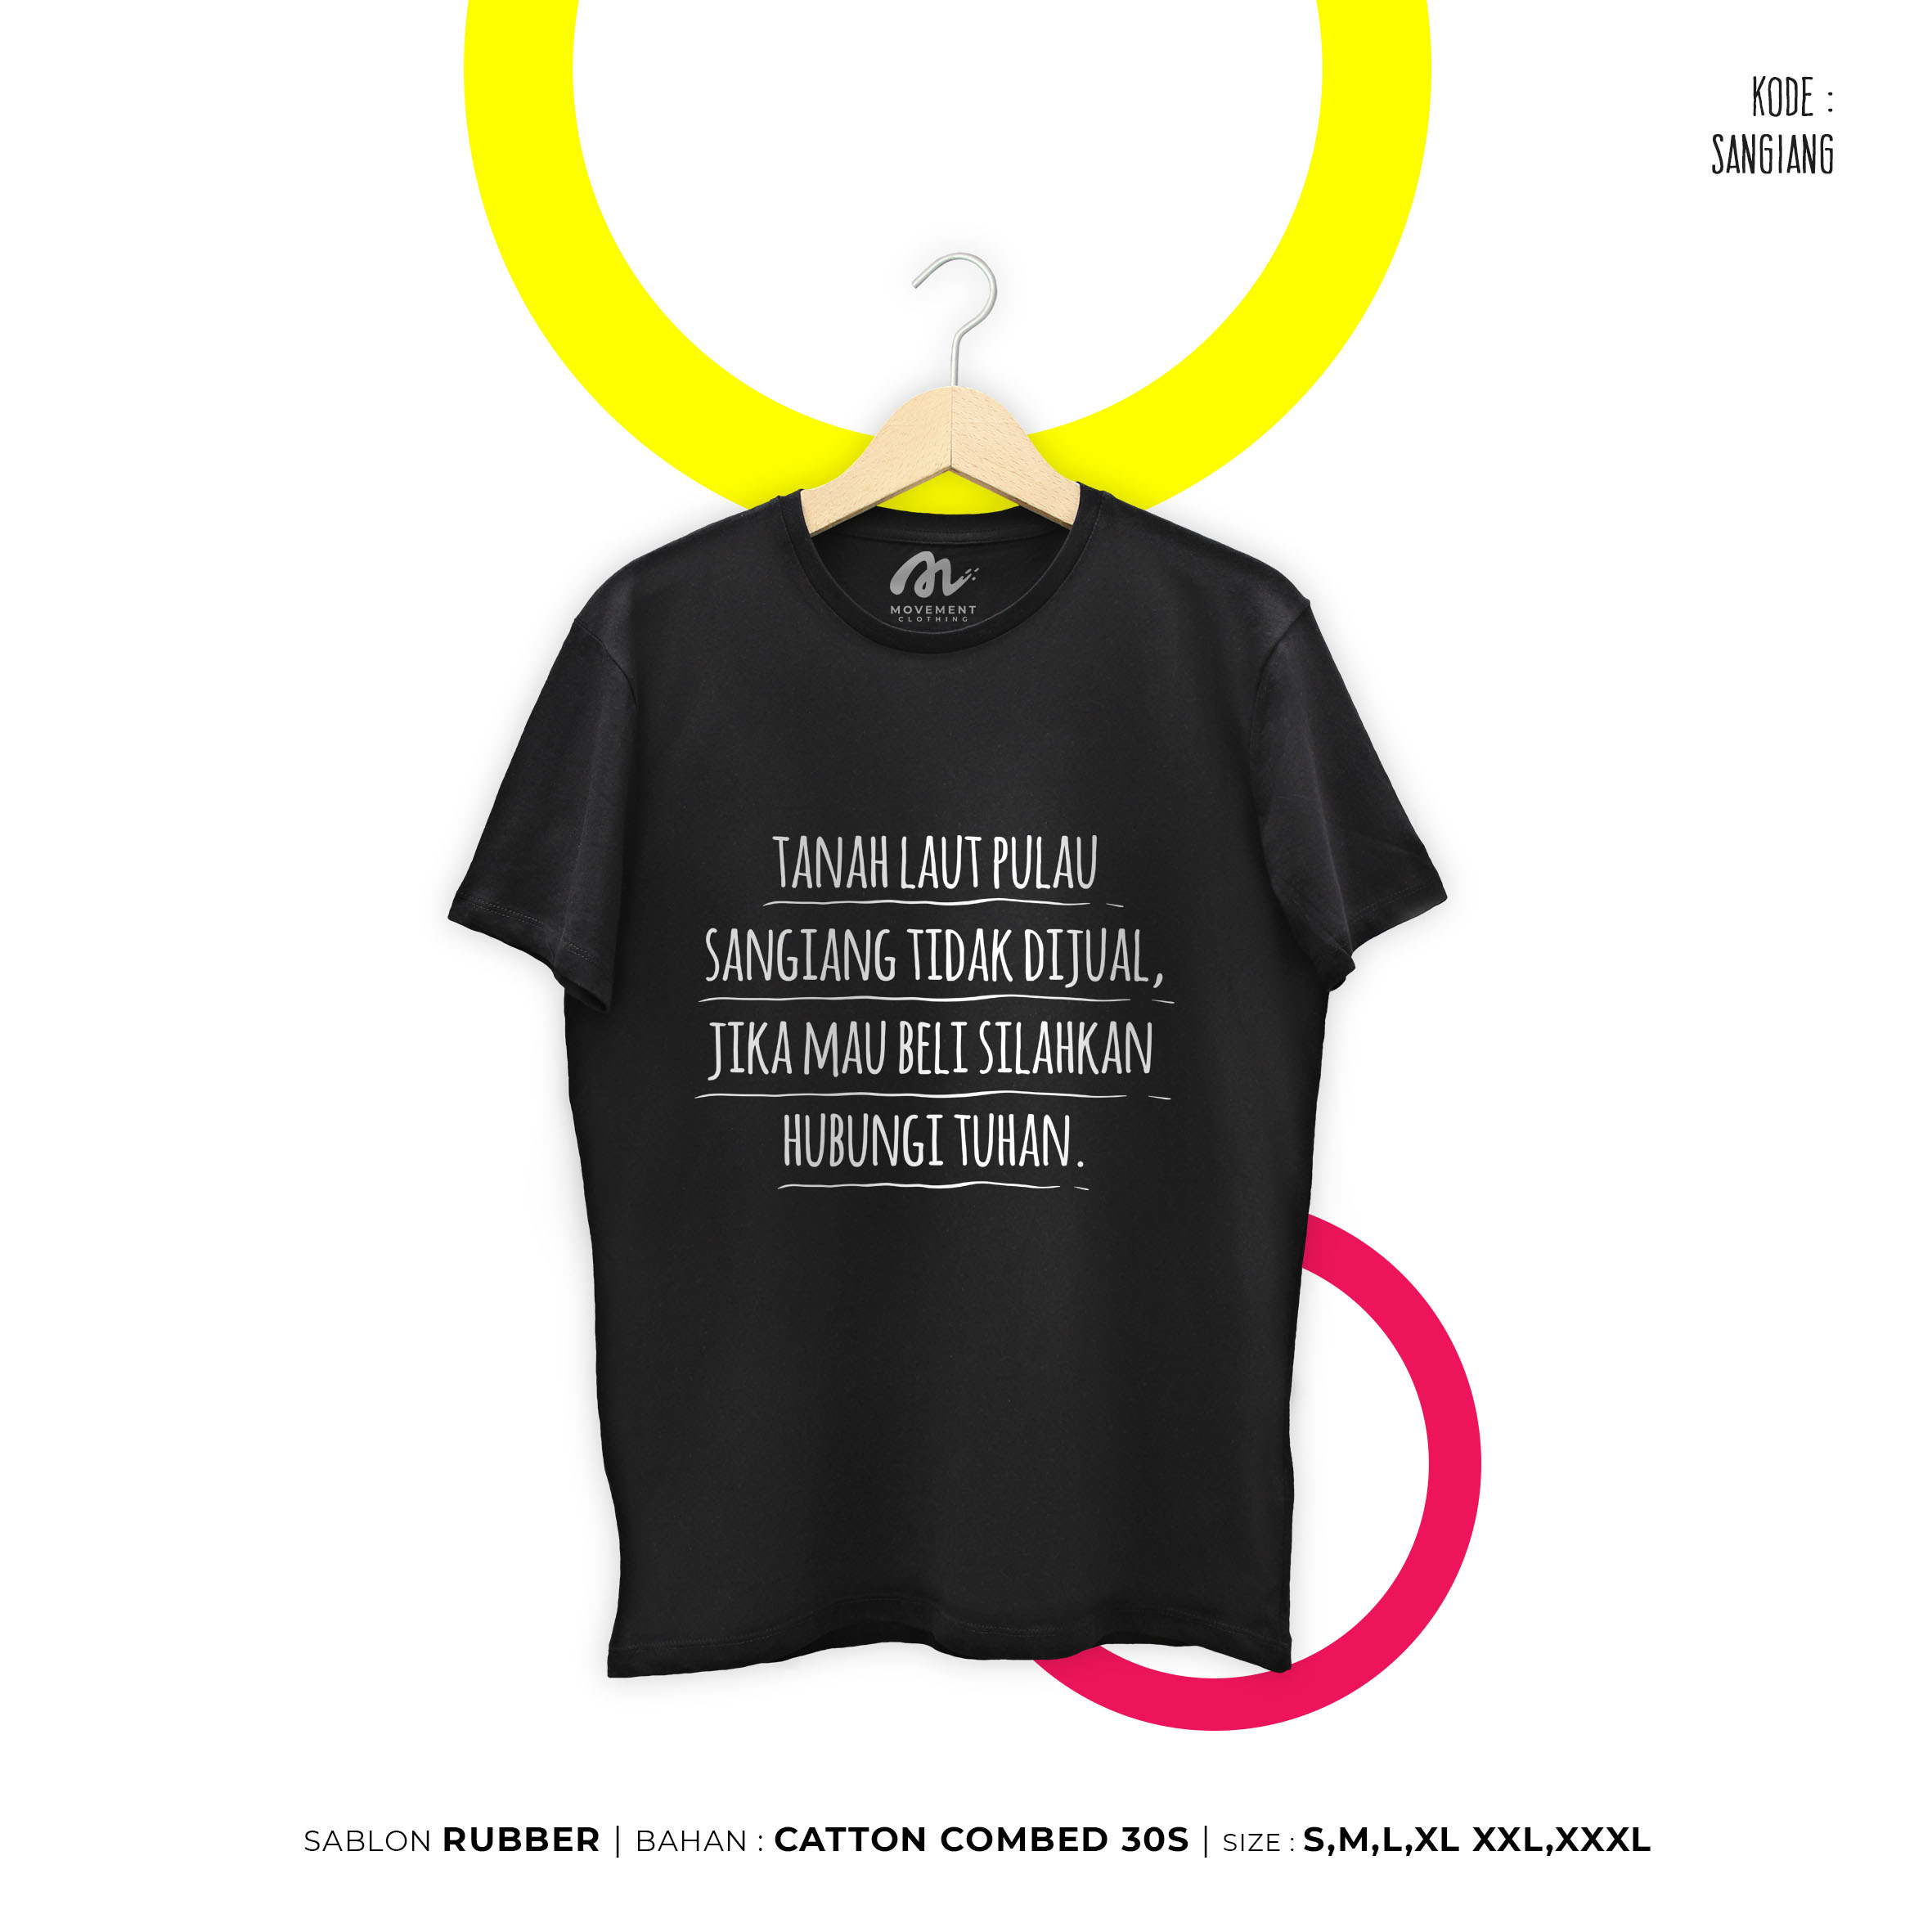 KODE :
SANGIANG
MOVEMENT
CLOTHING
TANAH LAUT PULAU
SANGIANG TIDAK DIJUAL,
JIKA MAU BELI SILAHKAN
HUBUNGI TUHAN.
SABLON RUBBER | BAHAN : CATTON COMBED 30S | SIZE : S,M,L,XL XXL,XXXL